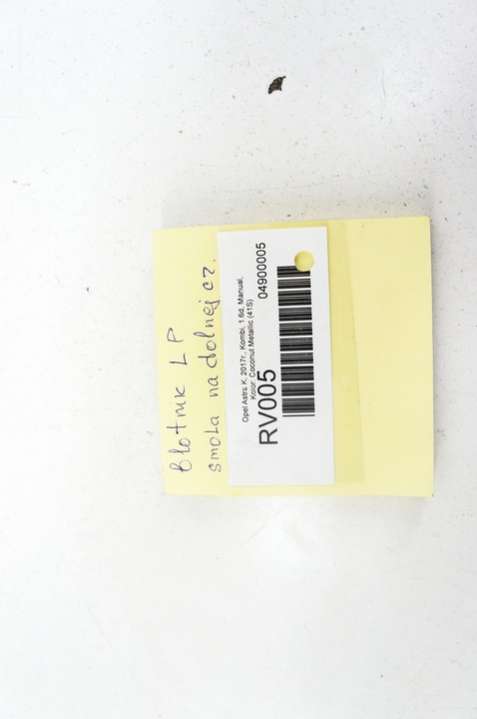 Błotnik LP
smoła na dolnej cz.
Opel Astra K, 2017r., Kombi, 1.6d, Manual,
Kolor: Coconut Metallic (41S)
RV005
04900005